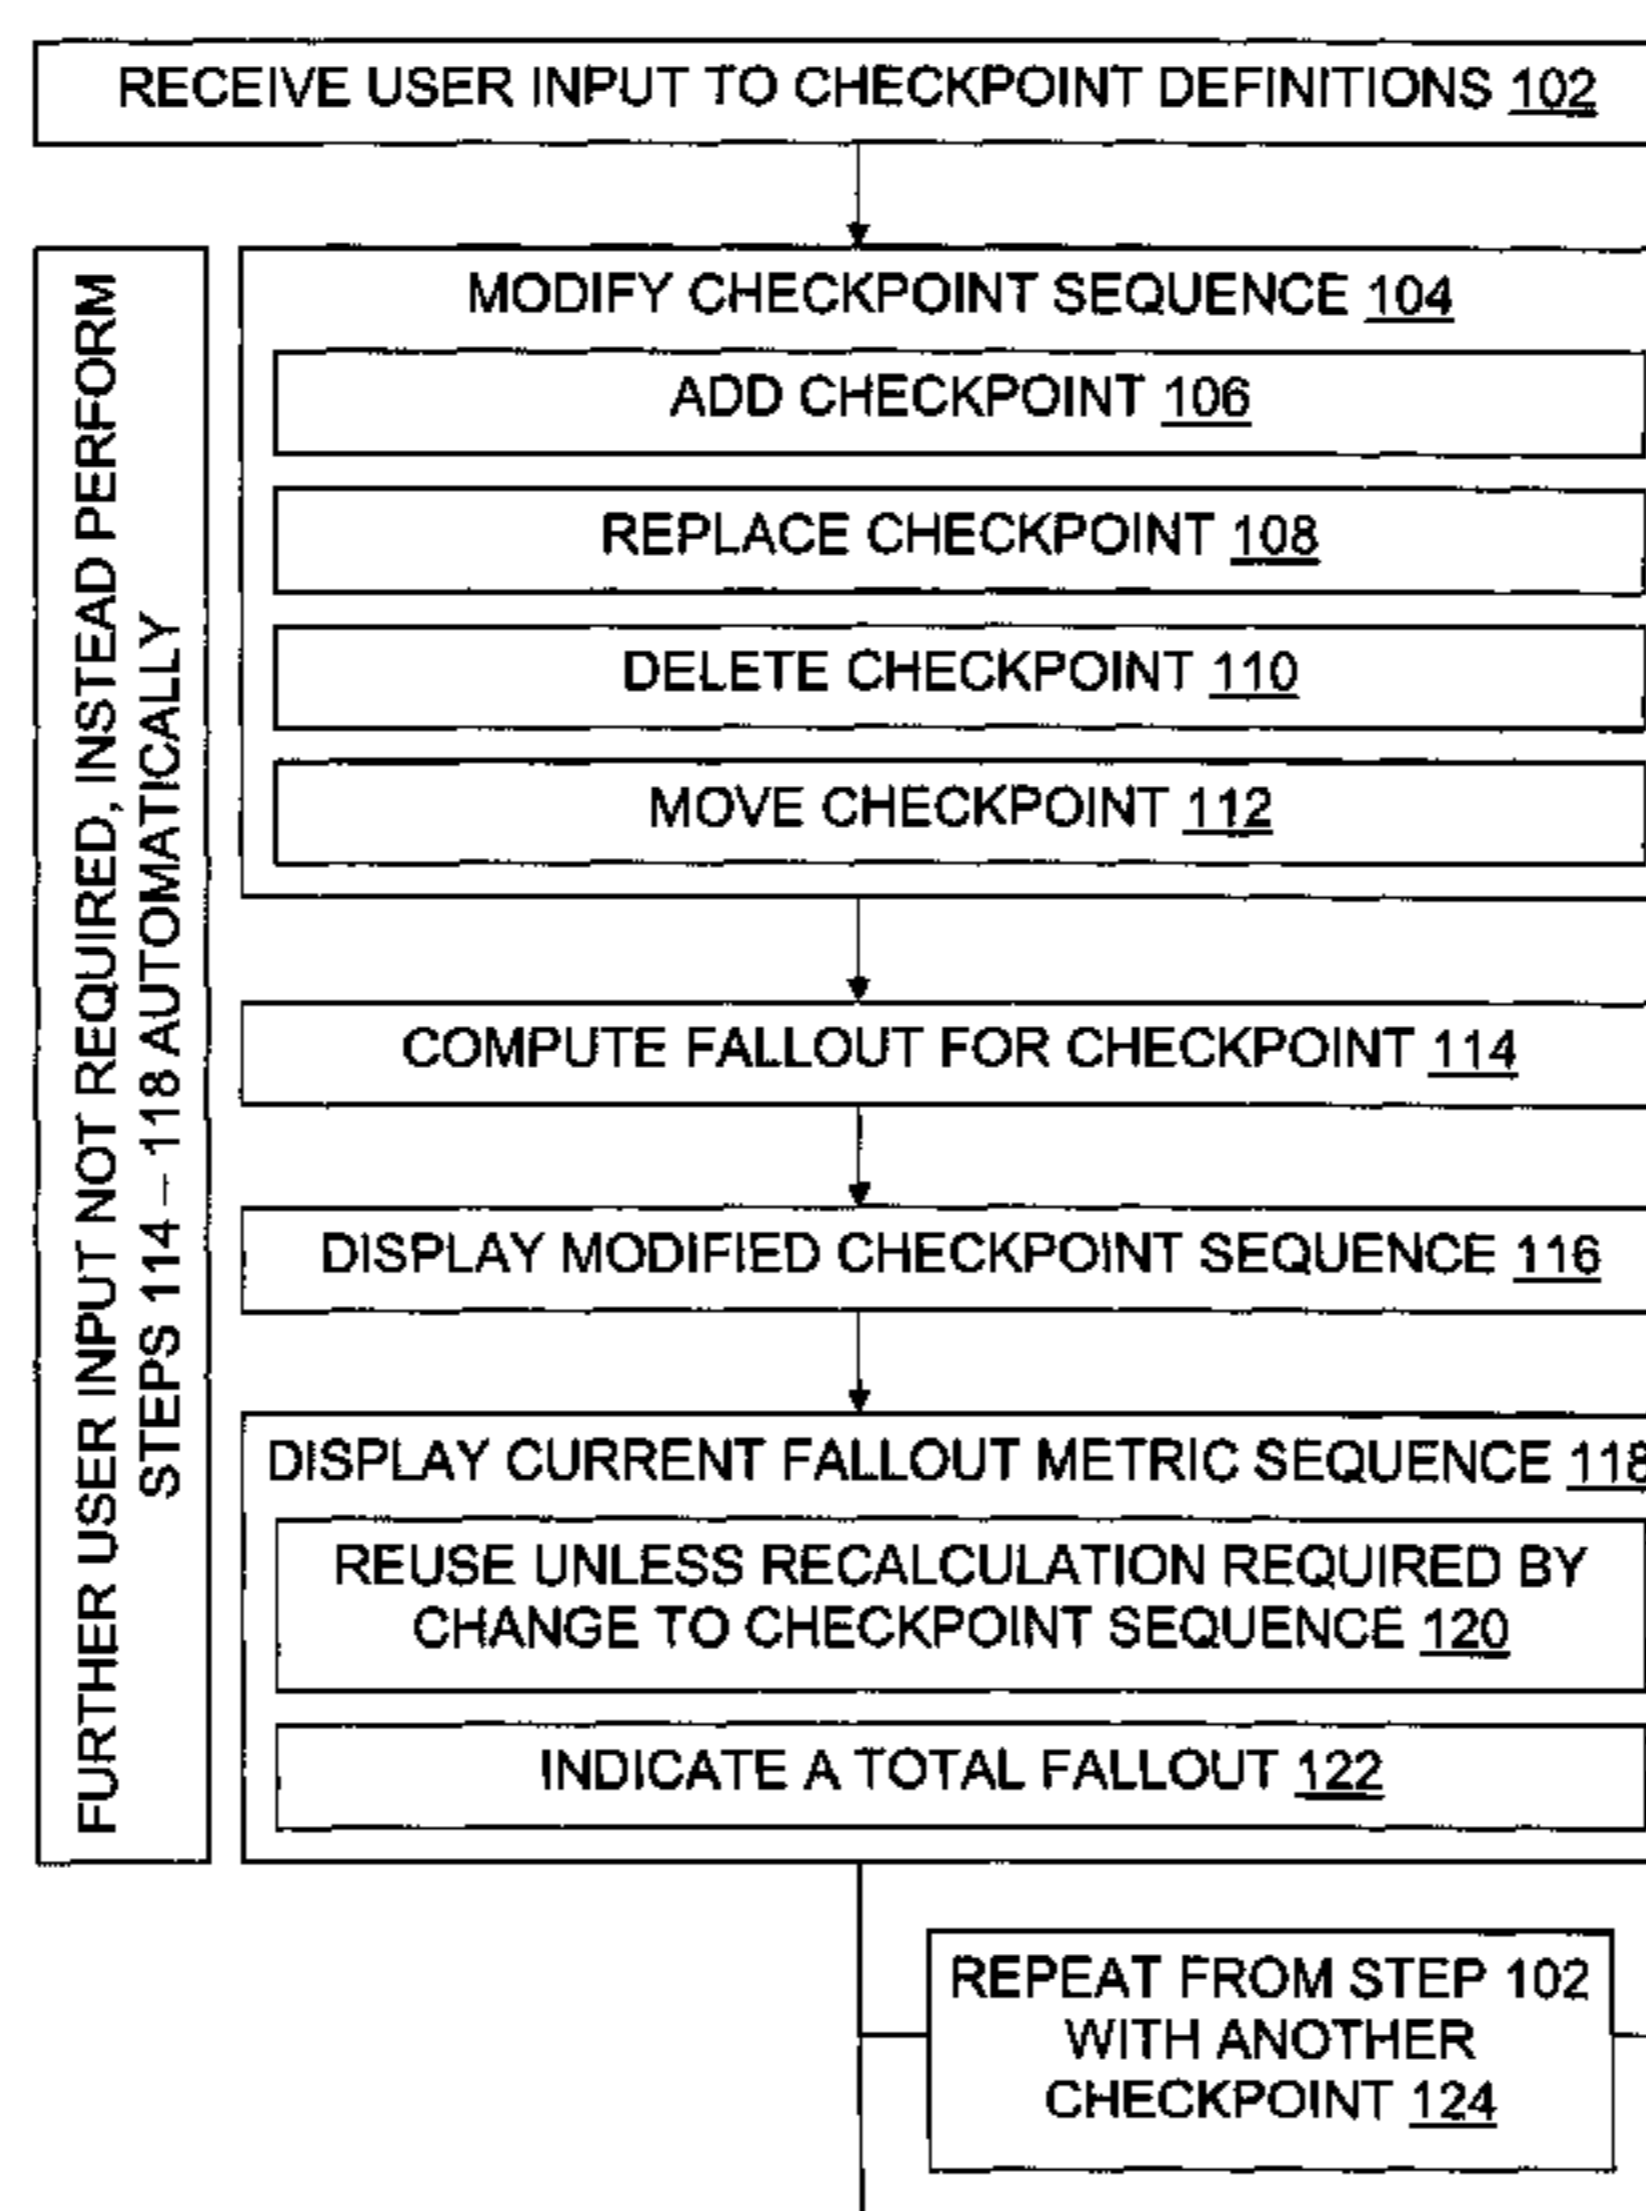 RECEIVE USER INPUT TO CHECKPOINT DEFINITIONS 102
FURTHER USER INPUT NOT REQUIRED, INSTEAD PERFORM
STEPS 114 – 118 AUTOMATICALLY
MODIFY CHECKPOINT SEQUENCE 104
ADD CHECKPOINT 106
REPLACE CHECKPOINT 108
DELETE CHECKPOINT 110
MOVE CHECKPOINT 112
COMPUTE FALLOUT FOR CHECKPOINT 114
DISPLAY MODIFIED CHECKPOINT SEQUENCE 116
DISPLAY CURRENT FALLOUT METRIC SEQUENCE 118
REUSE UNLESS RECALCULATION REQUIRED BY
CHANGE TO CHECKPOINT SEQUENCE 120
INDICATE A TOTAL FALLOUT 122
REPEAT FROM STEP 102
WITH ANOTHER
CHECKPOINT 124